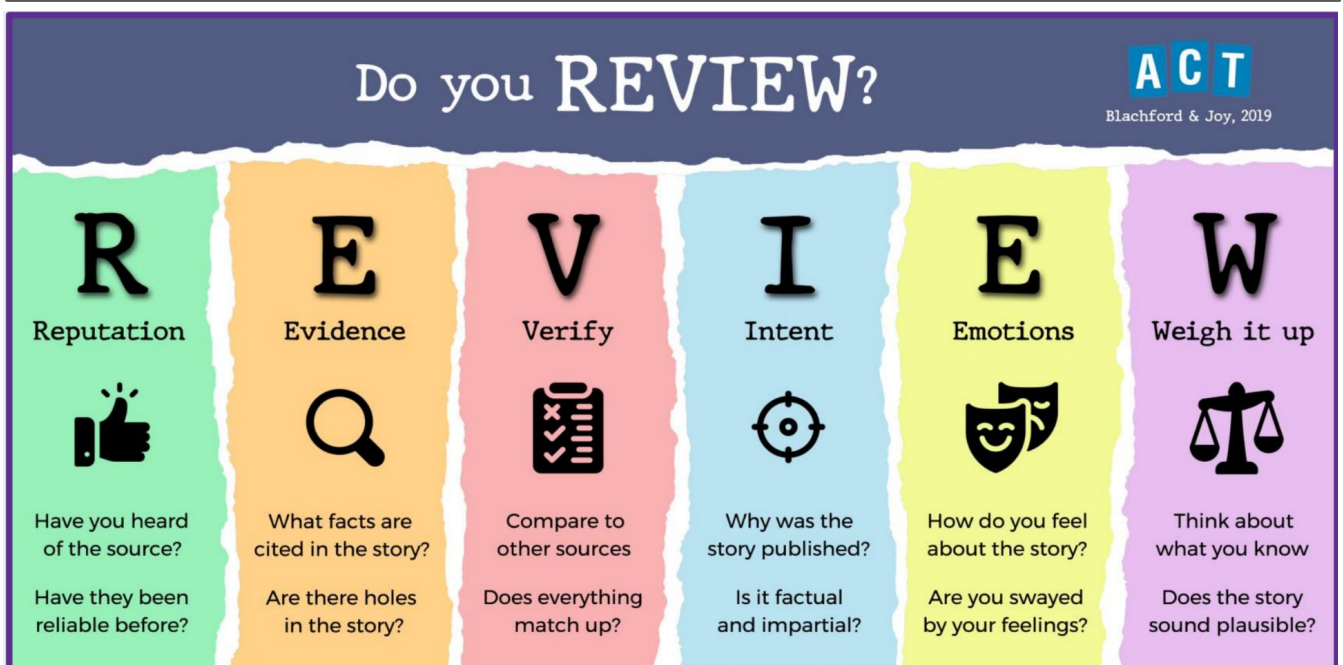 Do you REVIEW?
ACT
Blachford & Joy, 2019
R
Reputation
Have you heard
of the source?
Have they been
reliable before?
E
Evidence
What facts are
cited in the story?
Are there holes
in the story?
V
Verify
Compare to
other sources
Does everything
match up?
I
Intent
Why was the
story published?
Is it factual
and impartial?
E
Emotions
How do you feel
about the story?
Are you swayed
by your feelings?
W
Weigh it up
Think about
what you know
Does the story
sound plausible?